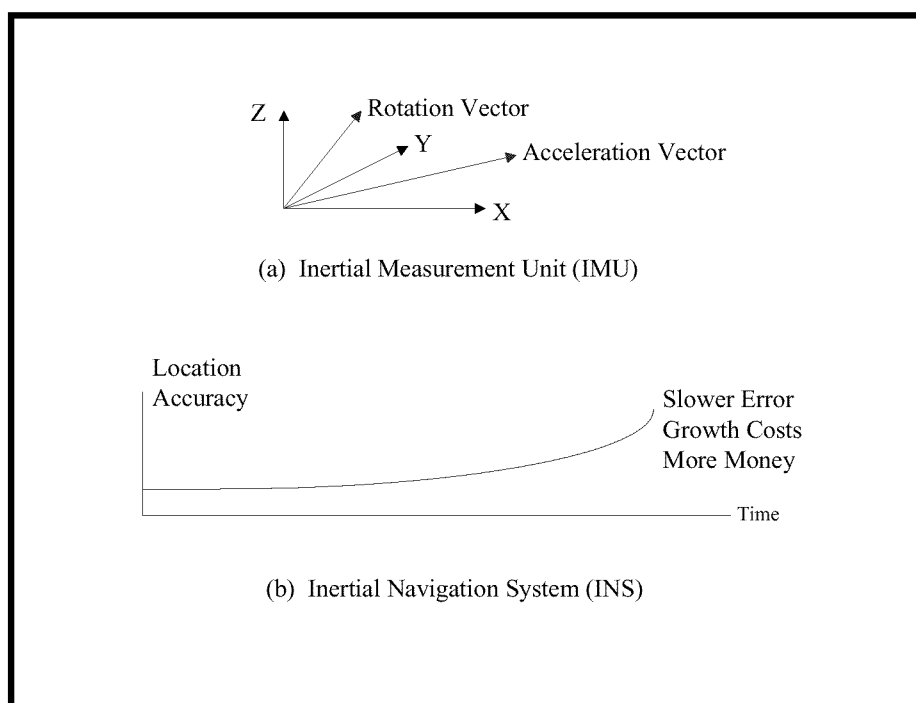 Z
Rotation Vector
Y
Acceleration Vector
X
(a) Inertial Measurement Unit (IMU)
Location
Accuracy
Slower Error
Growth Costs
More Money
Time
(b) Inertial Navigation System (INS)